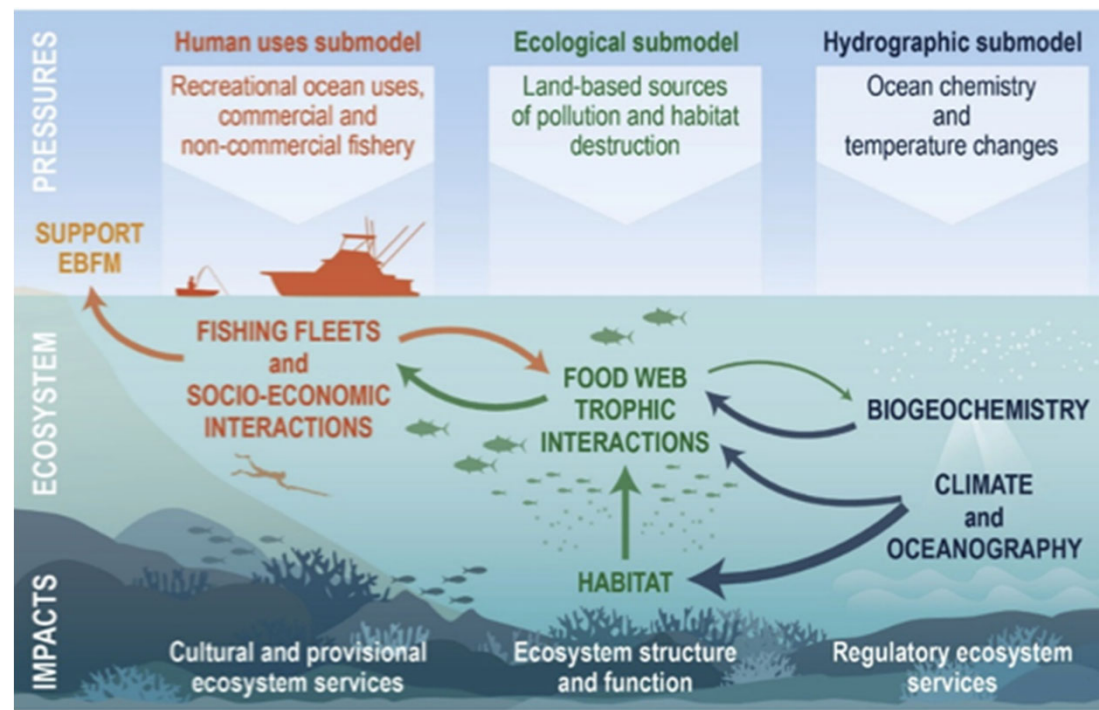 PRESSURES
Human uses submodel
Recreational ocean uses,
commercial and
non-commercial fishery
Ecological submodel
Land-based sources
of pollution and habitat
destruction
Hydrographic submodel
Ocean chemistry
and
temperature changes
SUPPORT
EBFM
ECOSYSTEM
FISHING FLEETS
and
SOCIO-ECONOMIC
INTERACTIONS
FOOD WEB
TROPHIC
INTERACTIONS
BIOGEOCHEMISTRY
CLIMATE
and
OCEANOGRAPHY
HABITAT
IMPACTS
Cultural and provisional
ecosystem services
Ecosystem structure
and function
Regulatory ecosystem
services